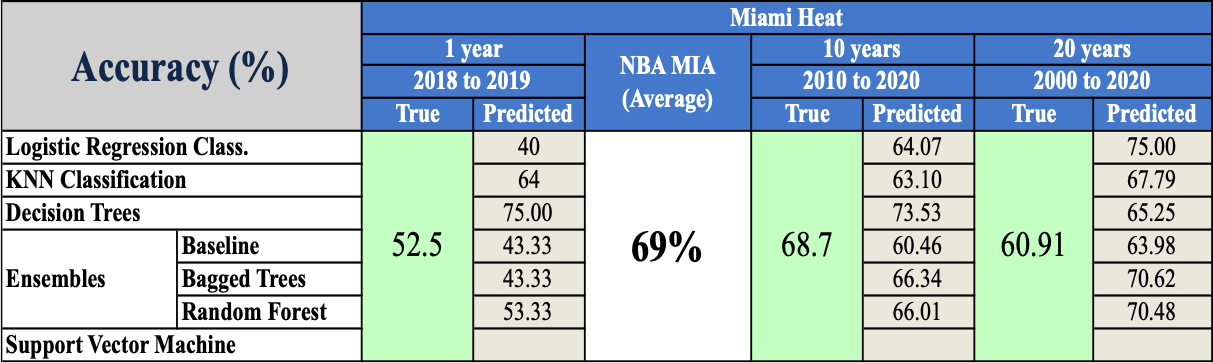 Accuracy (%)
Miami Heat
1 year
NBA MIA
(Average)
10 years
20 years
2018 to 2019
2010 to 2020
2000 to 2020
True Predicted
True Predicted
True Predicted
Logistic Regression Class. 40 64.07 75.00
KNN Classification 64 63.10 67.79
Decision Trees 75.00 73.53 65.25
52.5 69% 68.7 60.91
Ensembles
Baseline 43.33 60.46 63.98
Bagged Trees 43.33 66.34 70.62
Random Forest 53.33 66.01 70.48
Support Vector Machine